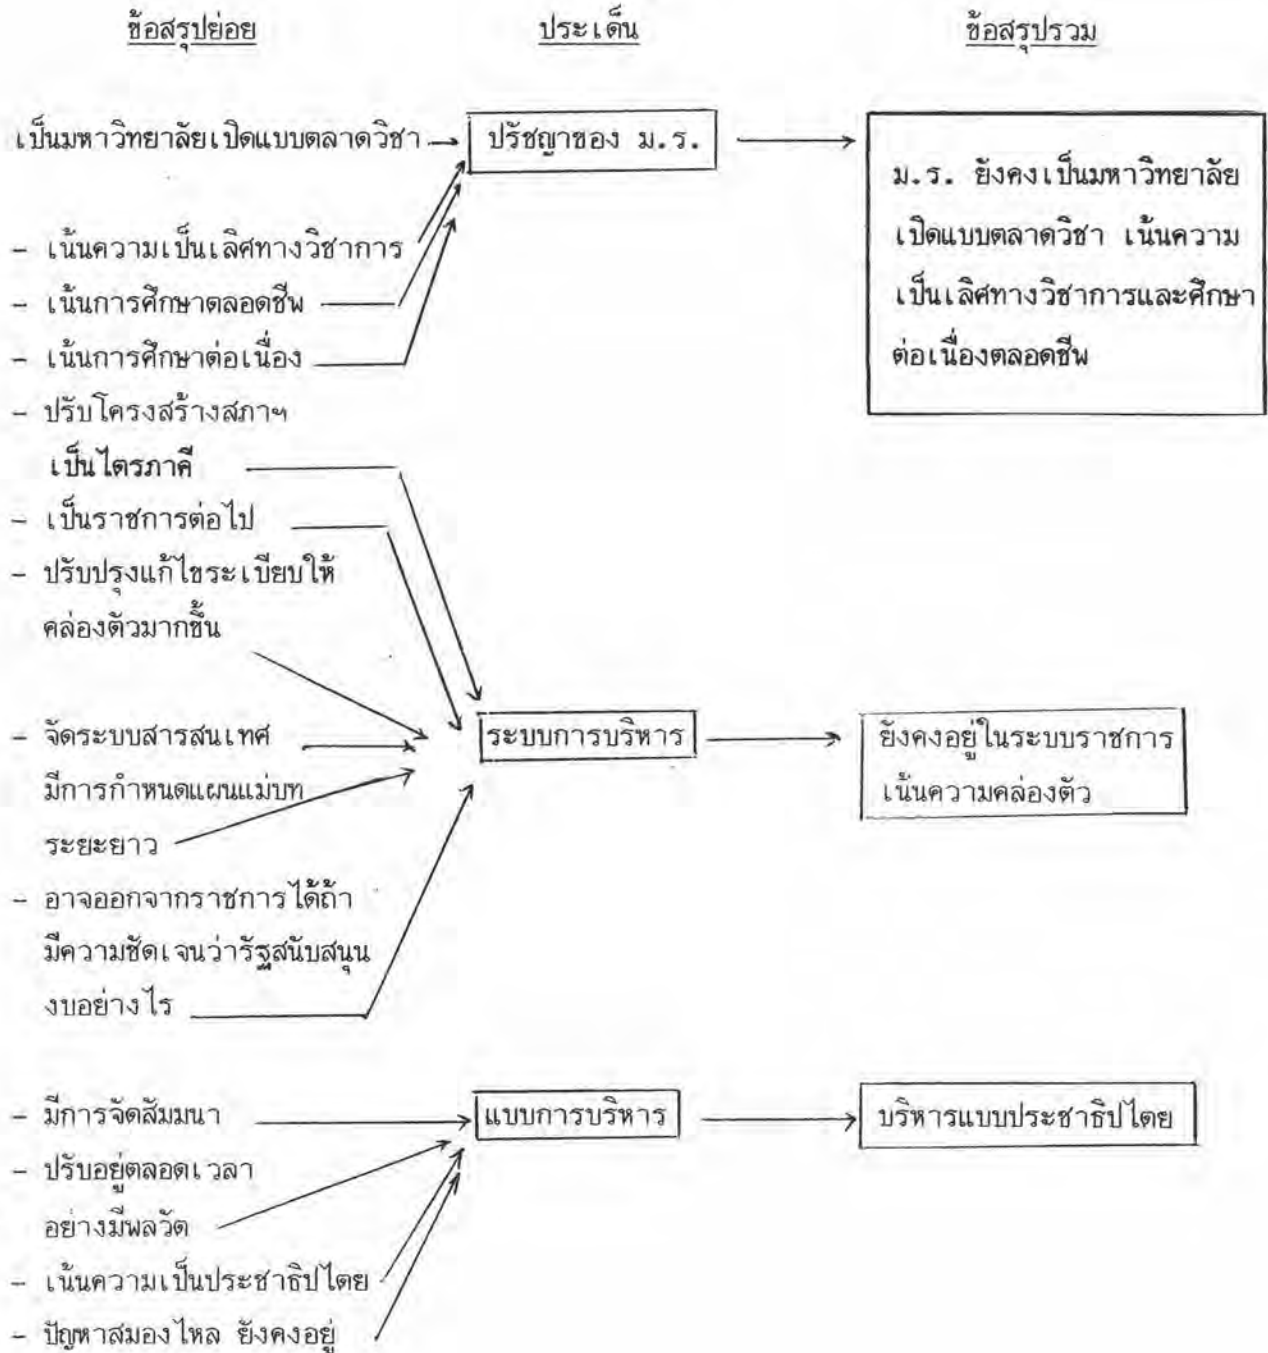 ข้อสรุปย่อย ประเด็น ข้อสรุปรวม
เป็นมหาวิทยาลัยเปิดแบบตลาดวิชา ปรัชญาของ ม.ร.
ม.ร. ยังคงเป็นมหาวิทยาลัย
เปิดแบบตลาดวิชา เน้นความ
เป็นเลิศทางวิชาการและศึกษา
ต่อเนื่องตลอดชีพ
- เน้นความเป็นเลิศทางวิชาการ
- เน้นการศึกษาตลอดชีพ
- เน้นการศึกษาต่อเนื่อง
- ปรับโครงสร้างสภาฯ
เป็นไตรภาคี
- เป็นราชการต่อไป
- ปรับปรุงแก้ไขระเบียบให้
คล่องตัวมากขึ้น
- จัดระบบสารสนเทศ
มีการกำหนดแผนแม่บท
ระยะยาว
- อาจออกจากราชการได้ถ้า
มีความชัดเจนว่ารัฐสนับสนุน
งบอย่างไร
ระบบการบริหาร
ยังคงอยู่ในระบบราชการ
เน้นความคล่องตัว
- มีการจัดสัมมนา
- ปรับอยู่ตลอดเวลา
อย่างมีพลวัต
- เน้นความเป็นประชาธิปไตย
- ปัญหาสมองไหล ยังคงอยู่
แบบการบริหาร
บริหารแบบประชาธิปไตย